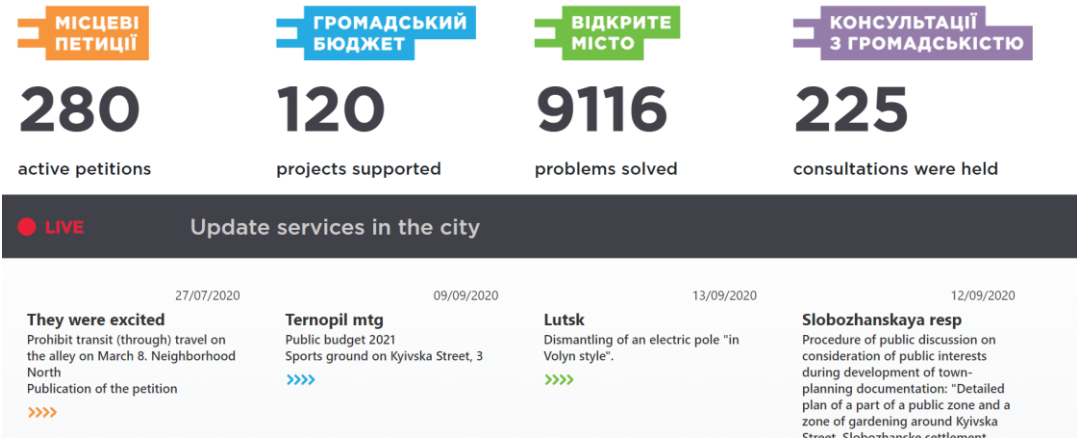 МІСЦЕВІ
ПЕТИЦІЇ
280
active petitions
ГРОМАДСЬКИЙ
БЮДЖЕТ
120
projects supported
ВІДКРИТЕ
МІСТО
9116
problems solved
КОНСУЛЬТАЦІЇ
З ГРОМАДСЬКІСТЮ
225
consultations were held
LIVE
Update services in the city
27/07/2020
They were excited
Prohibit transit (through) travel on
the alley on March 8. Neighborhood
North
Publication of the petition
09/09/2020
Ternopil mtg
Public budget 2021
Sports ground on Kyivska Street, 3
13/09/2020
Lutsk
Dismantling of an electric pole "in
Volyn style".
12/09/2020
Slobozhanskaya resp
Procedure of public discussion on
consideration of public interests
during development of town-
planning documentation: "Detailed
plan of a part of a public zone and a
zone of gardening around Kyivska
Street, Slobozhanske settlement